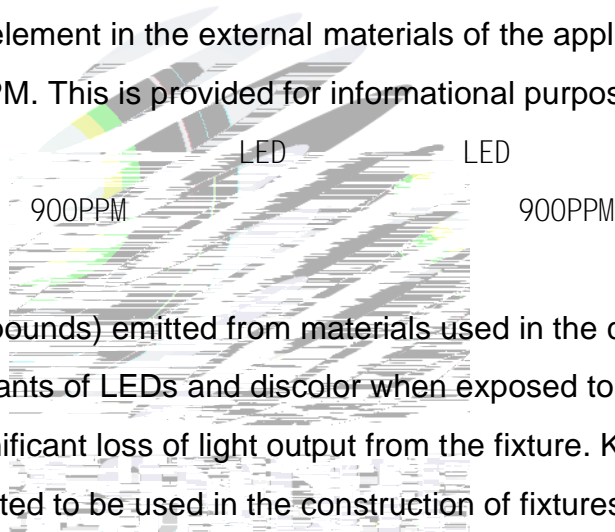 element in the external materials of the appl
PM. This is provided for informational purpos
LED LED
900PPM 900PPM
ounds) emitted from materials used in the c
ants of LEDs and discolor when exposed to
nificant loss of light output from the fixture. K
ted to be used in the construction of fixtures